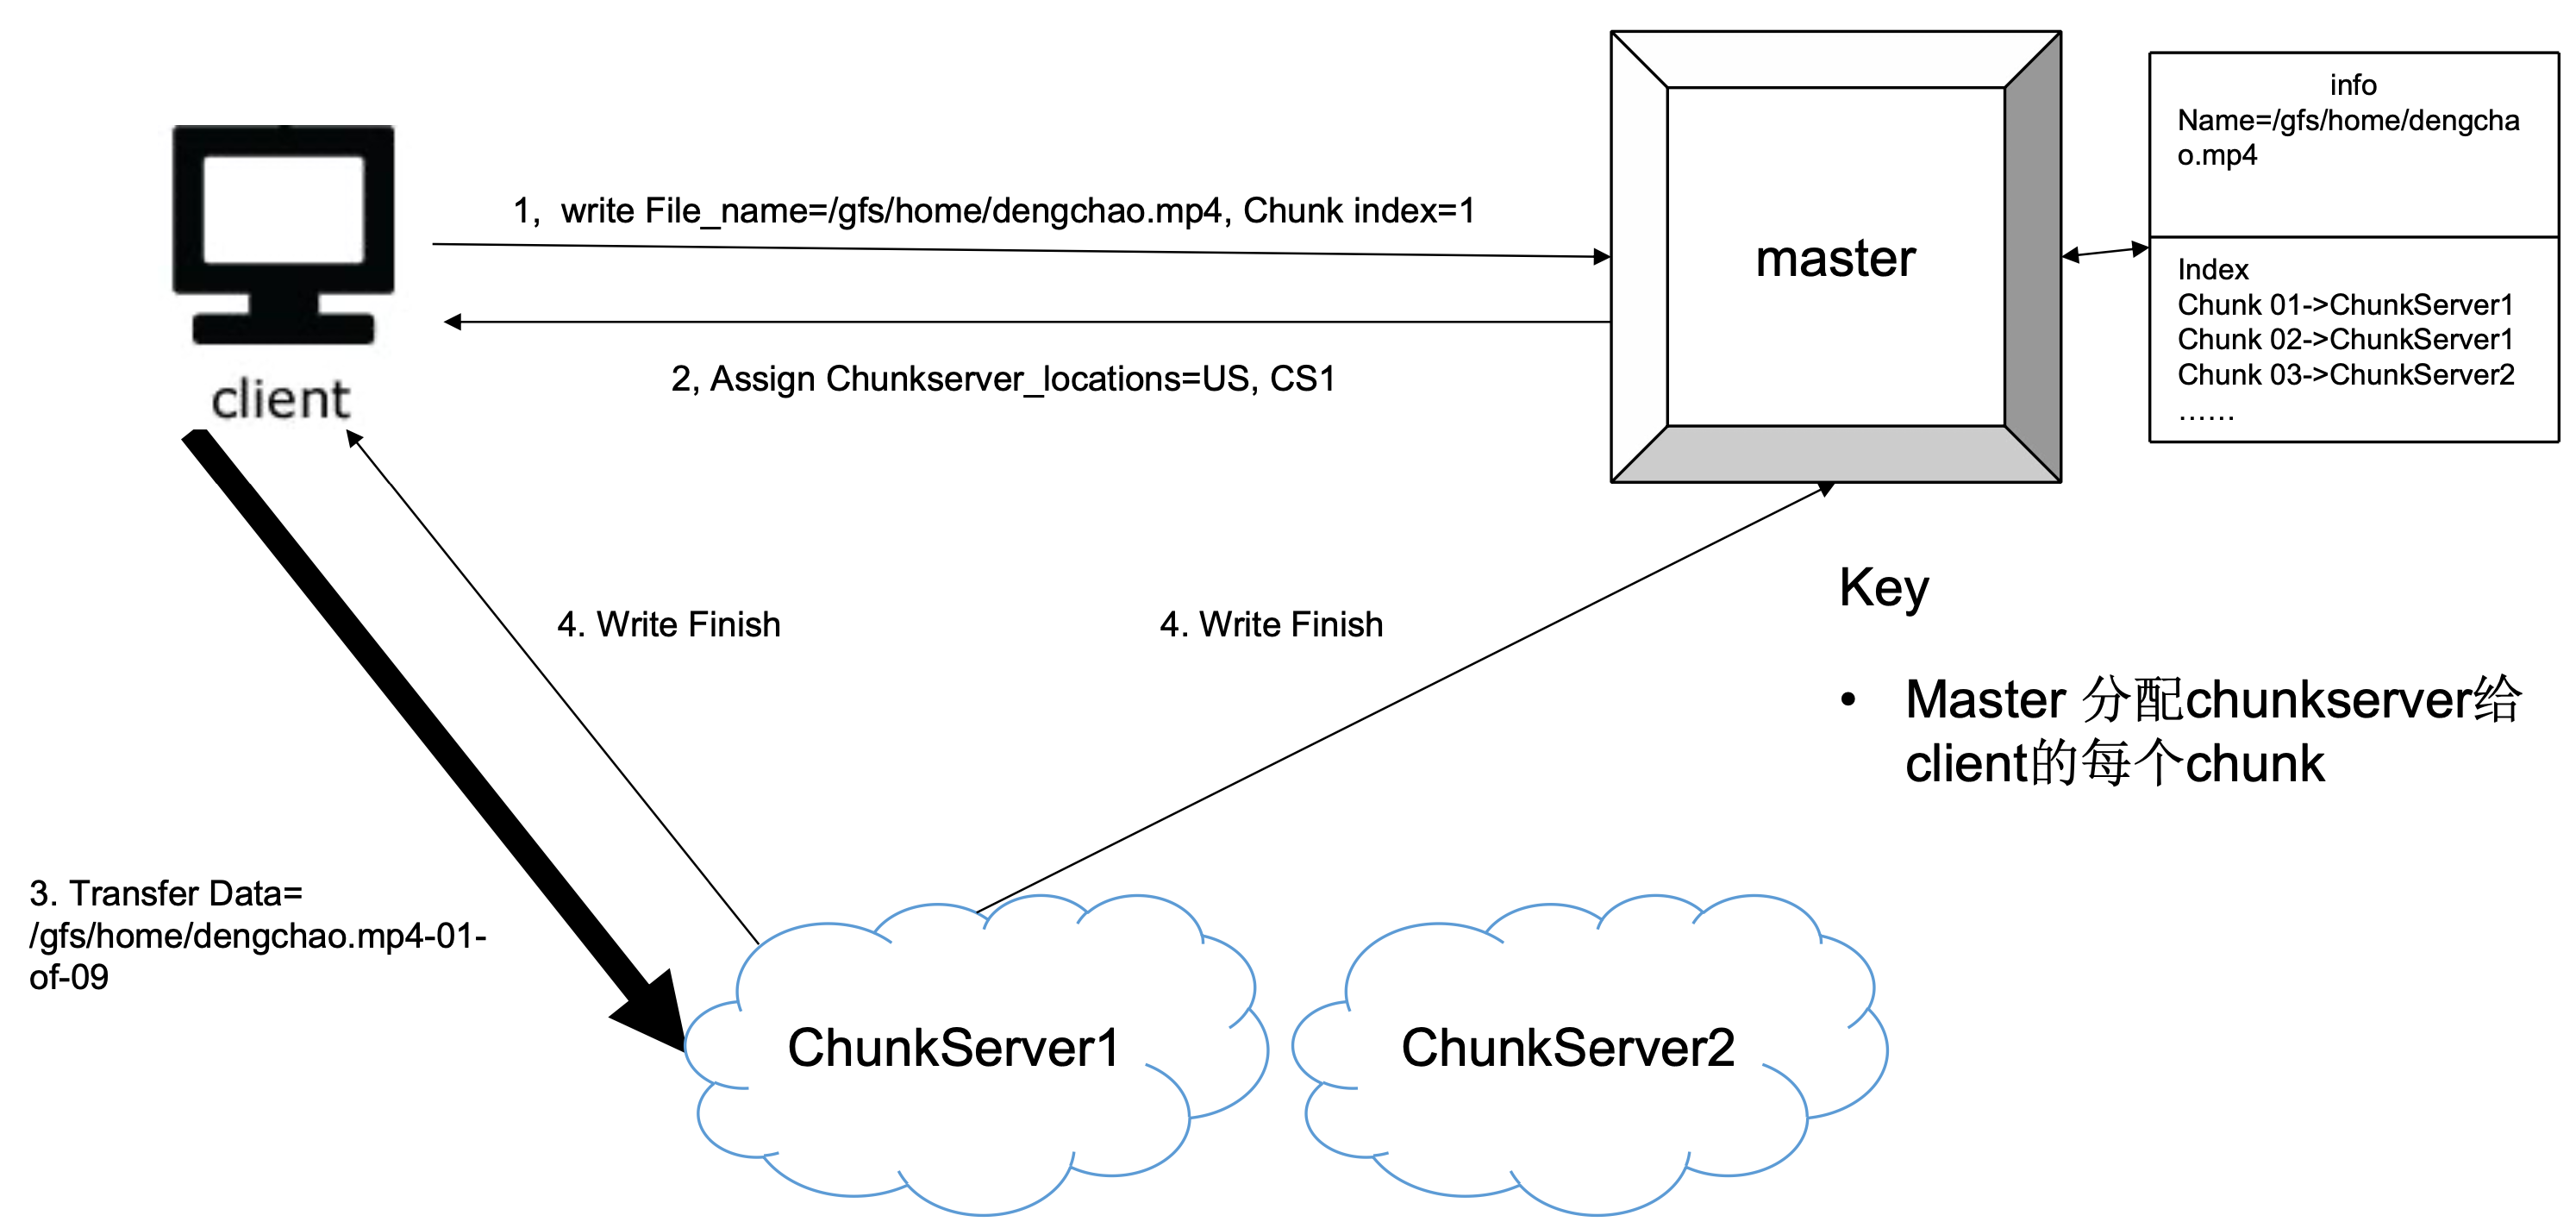 info
Name=/gfs/home/dengcha
o.mp4
1,  write File_name=/gfs/home/dengchao.mp4, Chunk index=1
master
Index
Chunk 01->ChunkServer1
Chunk 02->ChunkServer1
Chunk 03->ChunkServer2
......
2, Assign Chunkserver_locations=US, CS1
client
Key
4. Write Finish
4. Write Finish
• Master 分配chunkserver给
client的每个chunk
3. Transfer Data=
/gfs/home/dengchao.mp4-01-
of-09
ChunkServer1
ChunkServer2